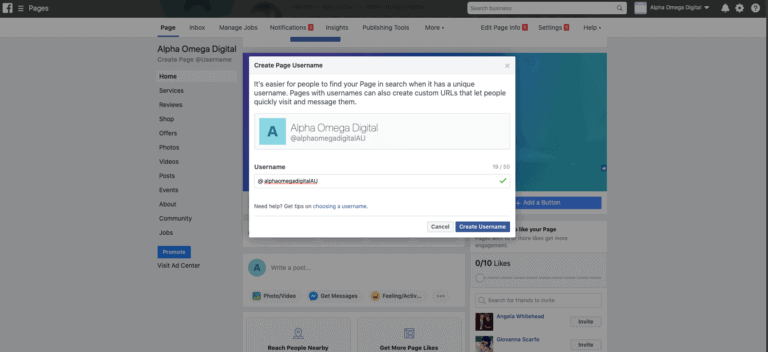 Pages
Search business
Alpha Omega Digital
Page
Inbox
Manage Jobs
Notifications
Insights
Publishing Tools
More
Edit Page Info
Settings
Help
Alpha Omega Digital
Create Page @Username
Home
Services
Reviews
Shop
Offers
Photos
Videos
Posts
Events
About
Community
Jobs
Promote
Visit Ad Center
Create Page Username
It's easier for people to find your Page in search when it has a unique
username. Pages with usernames can also create custom URLs that let people
quickly visit and message them.
A
Alpha Omega Digital
@alphaomegadigitalAU
Username
19 / 50
@ alphaomegadigitalAU
Need help? Get tips on choosing a username.
Cancel
Create Username
+ Add a Button
like your Page
more likes get more
engagement.
0/10 Likes
Search for friends to invite
Angela Whitehead
Invite
Giovanna Scarfo
Invite
A
Write a post...
Photo/Video
Get Messages
Feeling/Activ...
Reach People Nearby
Get More Page Likes